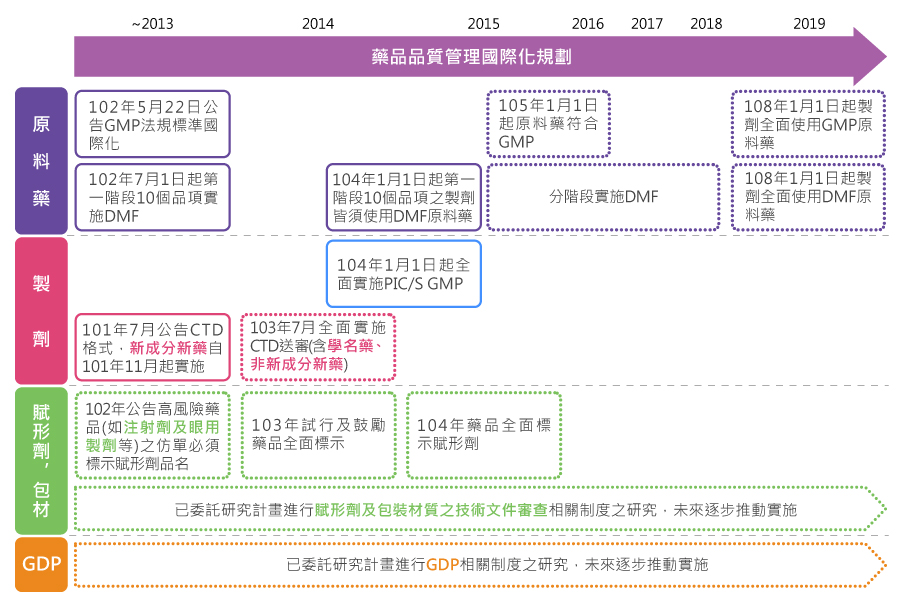 ~2013 2014 2015 2016 2017 2018 2019
藥品品質管理國際化規劃
原料藥
102年5月22日公
告GMP法規標準國
際化
105年1月1日
起原料藥符合
GMP
108年1月1日起製
劑全面使用GMP原
料藥
102年7月1日起第
一階段10個品項實
施DMF
104年1月1日起第一
階段10個品項之製劑
皆須使用DMF原料藥
分階段實施DMF
108年1月1日起製
劑全面使用DMF原
料藥
製劑
104年1月1日起全
面實施PIC/S GMP
101年7月公告CTD
格式，新成分新藥自
101年11月起實施
103年7月全面實施
CTD送審(含學名藥、
非新成分新藥)
賦形劑，包材
102年公告高風險藥
品(如注射劑及眼用
製劑等)之仿單必須
標示賦形劑品名
103年試行及鼓勵
藥品全面標示
104年藥品全面標
示賦形劑
已委託研究計畫進行賦形劑及包裝材質之技術文件審查相關制度之研究，未來逐步推動實施
GDP
已委託研究計畫進行GDP相關制度之研究，未來逐步推動實施